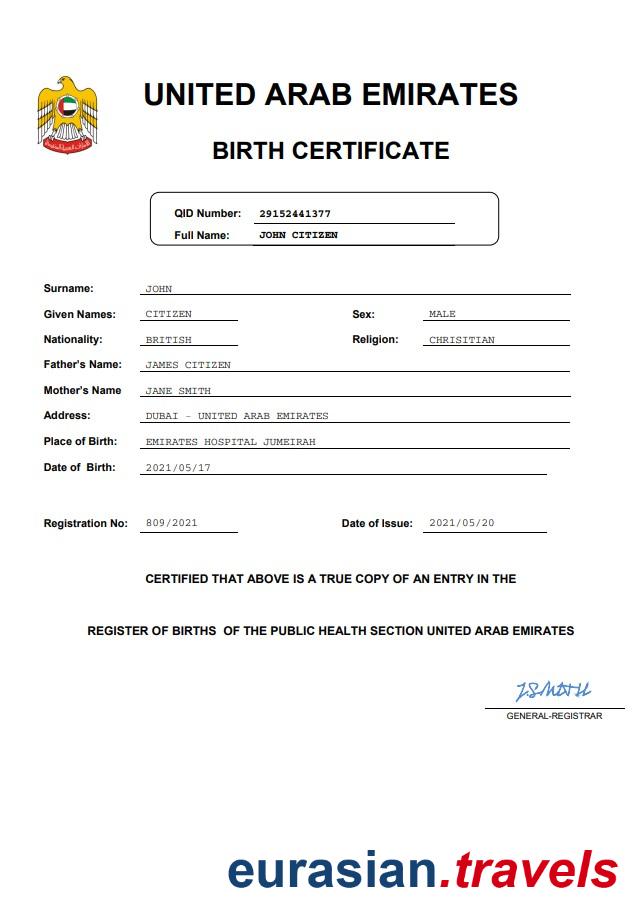 UNITED ARAB EMIRATES
BIRTH CERTIFICATE
QID Number: 29152441377
Full Name: JOHN CITIZEN
Surname: JOHN
Given Names: CITIZEN Sex: MALE
Nationality: BRITISH Religion: CHRISITIAN
Father's Name: JAMES CITIZEN
Mother's Name JANE SMITH
Address: DUBAI - UNITED ARAB EMIRATES
Place of Birth: EMIRATES HOSPITAL JUMEIRAH
Date of Birth: 2021/05/17
Registration No: 809/2021 Date of Issue: 2021/05/20
CERTIFIED THAT ABOVE IS A TRUE COPY OF AN ENTRY IN THE
REGISTER OF BIRTHS OF THE PUBLIC HEALTH SECTION UNITED ARAB EMIRATES
J.SMITH
GENERAL-REGISTRAR
eurasian.travels